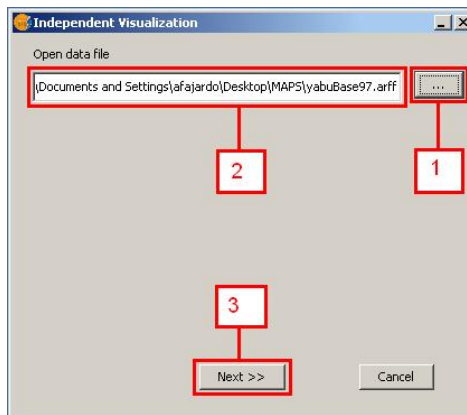 Independent Visualization
Open data file
\Documents and Settings\afajardo\Desktop\MAPS\yabuBase97.arff
...
2
1
3
Next >>
Cancel